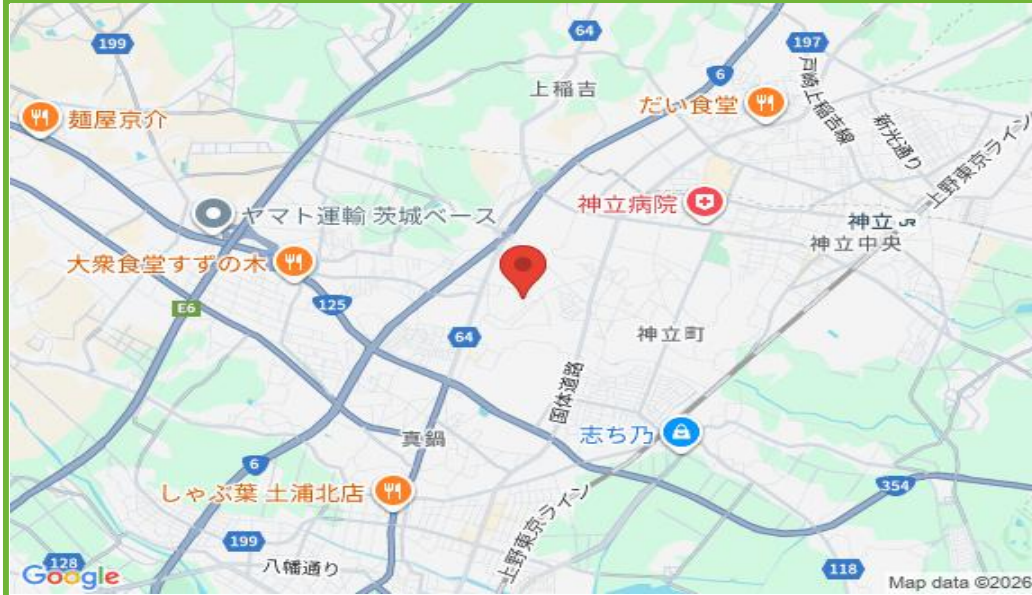 199
64
197
6
上稲吉
だい食堂
戸崎上稲吉線
新光通り
上野東京ライン
麺屋京介
神立病院
ヤマト運輸 茨城ベース
神立 JR
神立中央
大衆食堂すずの木
E6
125
64
神立町
国体道路
志ち乃
真鍋
6
しゃぶ葉 土浦北店
354
上野東京ライン
199
八幡通り
128
118
Google
Map data ©2026